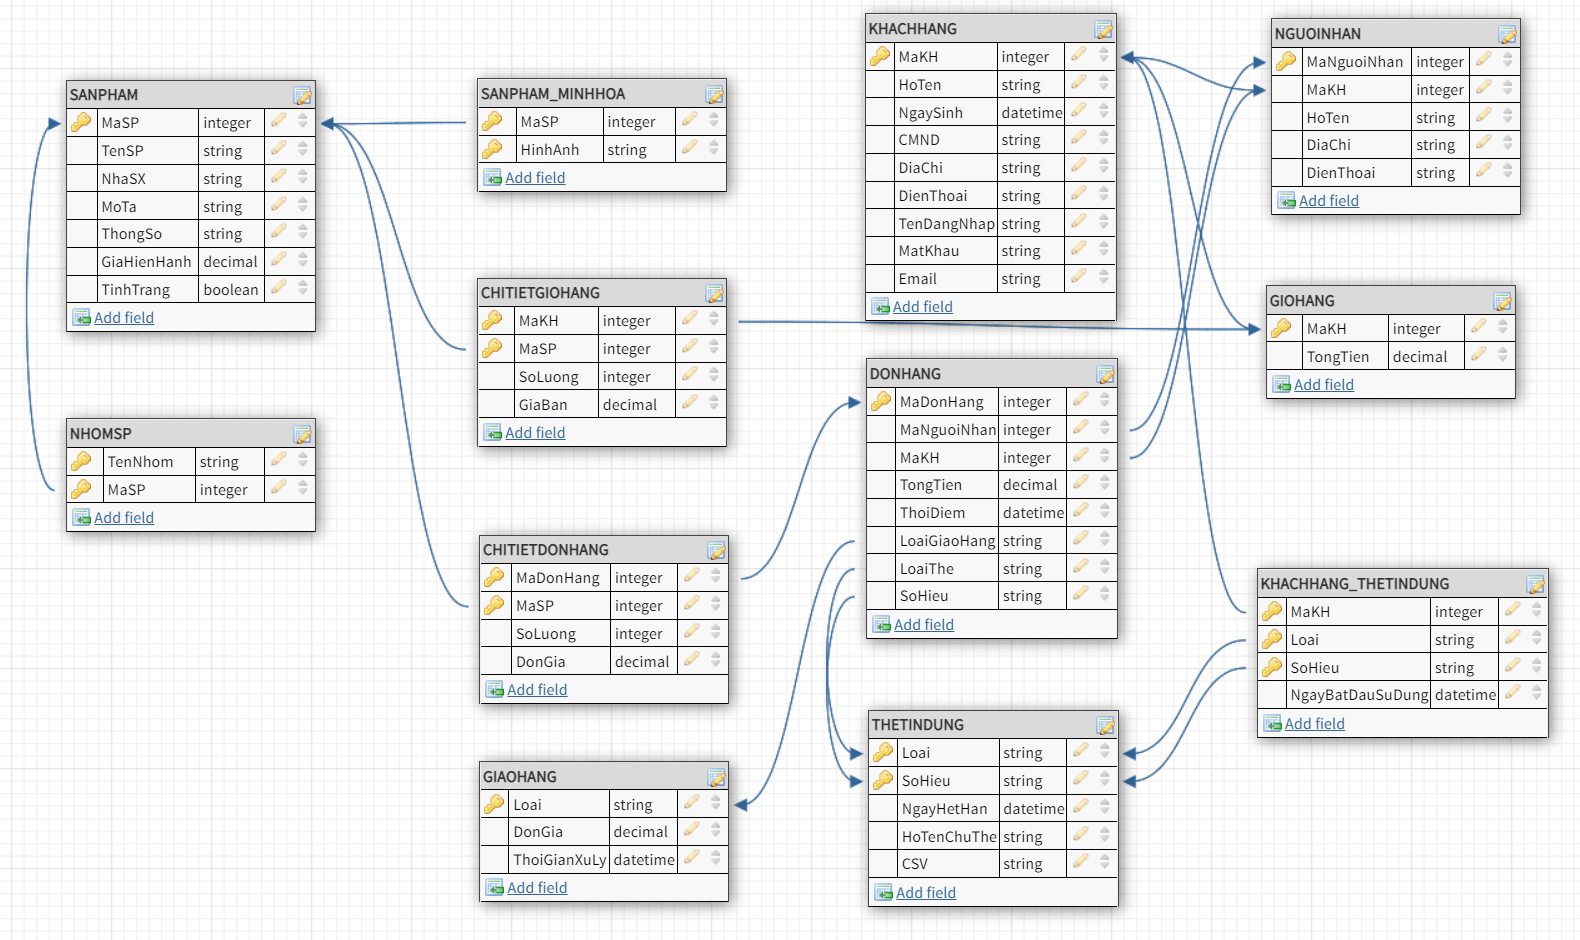 SANPHAM
MaSP integer
TenSP string
NhaSX string
MoTa string
ThongSo string
GiaHienHanh decimal
TinhTrang boolean
Add field
NHOMSP
TenNhom string
MaSP integer
Add field
SANPHAM_MINHHOA
MaSP integer
HinhAnh string
Add field
CHITIETGIOHANG
MaKH integer
MaSP integer
SoLuong integer
GiaBan decimal
Add field
CHITIETDONHANG
MaDonHang integer
MaSP integer
SoLuong integer
DonGia decimal
Add field
GIAOHANG
Loai string
DonGia decimal
ThoiGianXuLy datetime
Add field
KHACHHANG
MaKH integer
HoTen string
NgaySinh datetime
CMND string
DiaChi string
DienThoai string
TenDangNhap string
MatKhau string
Email string
Add field
DONHANG
MaDonHang integer
MaNguoiNhan integer
MaKH integer
TongTien decimal
ThoiDiem datetime
LoaiGiaoHang string
LoaiThe string
SoHieu string
Add field
THETINDUNG
Loai string
SoHieu string
NgayHetHan datetime
HoTenChuThe string
CSV string
Add field
NGUOINHAN
MaNguoiNhan integer
MaKH integer
HoTen string
DiaChi string
DienThoai string
Add field
GIOHANG
MaKH integer
TongTien decimal
Add field
KHACHHANG_THETINDUNG
MaKH integer
Loai string
SoHieu string
NgayBatDauSuDung datetime
Add field